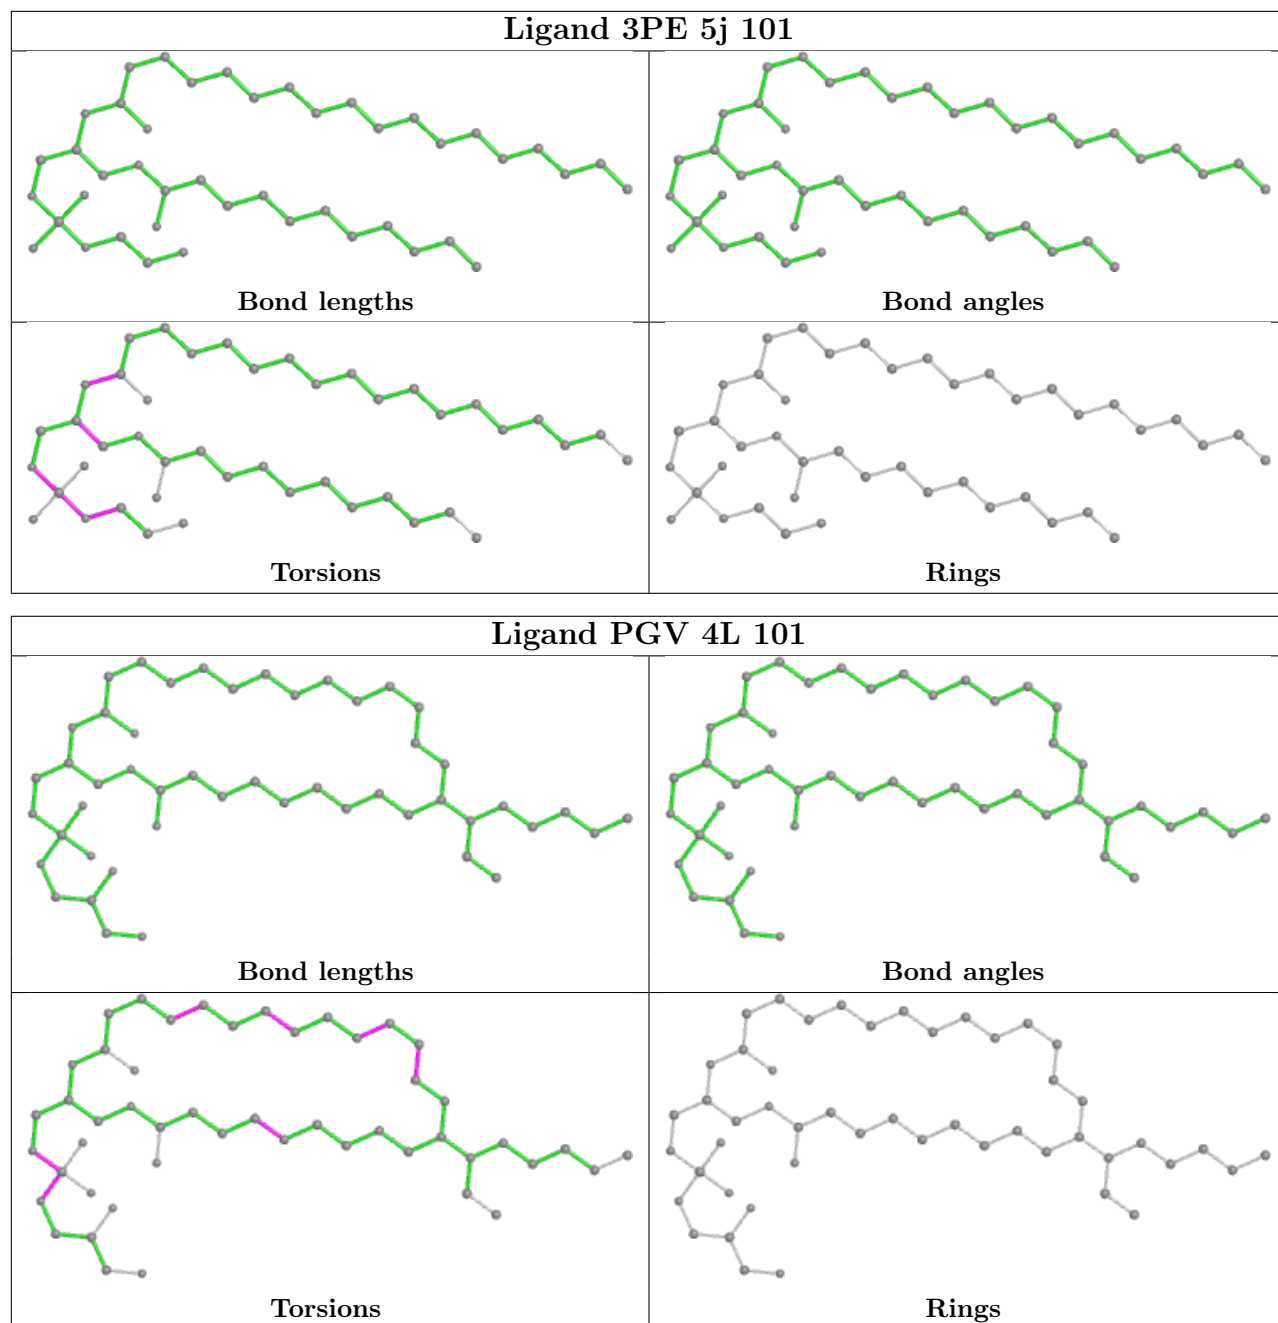 Ligand 3PE 5j 101
Bond lengths
Bond angles
Torsions
Rings
Ligand PGV 4L 101
Bond lengths
Bond angles
Torsions
Rings